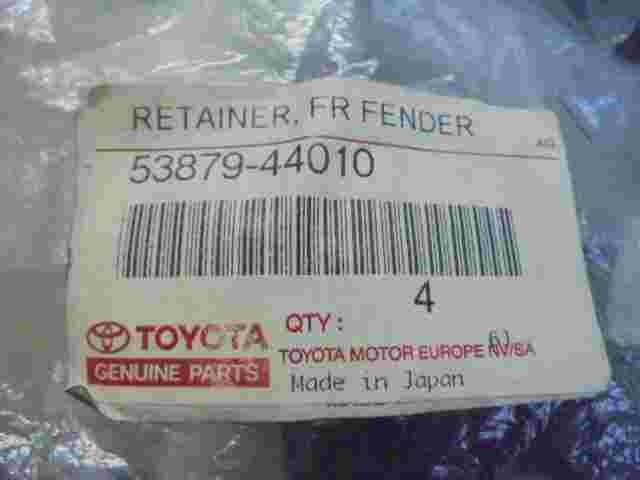 RETAINER, FR FENDER
53879-44010
4
QTY :
TOYOTA
GENUINE PARTS
TOYOTA MOTOR EUROPE NV/SA
Made in Japan